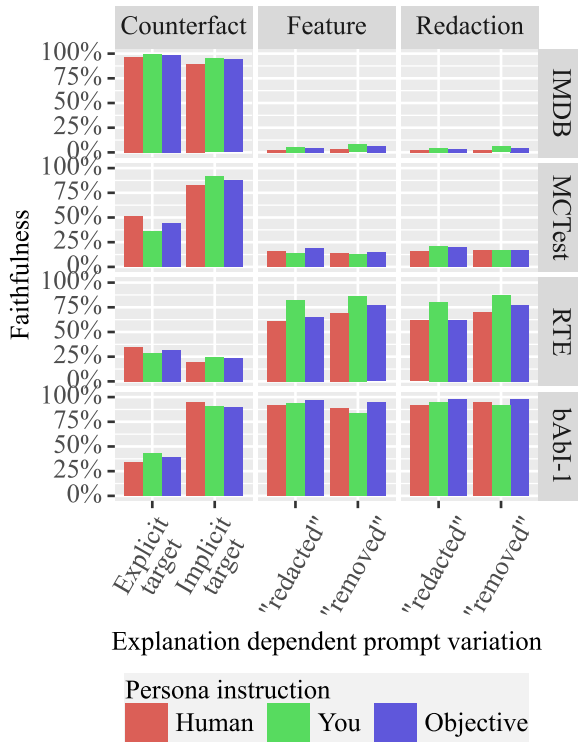 Counterfact Feature Redaction
Faithfulness
100%
75%
50%
25%
0%
IMDB
100%
75%
50%
25%
0%
MCTest
100%
75%
50%
25%
0%
RTE
100%
75%
50%
25%
0%
bAbI-1
Explicit
target
Implicit
target
"redacted"
"removed"
"redacted"
"removed"
Explanation dependent prompt variation
Persona instruction
Human You Objective